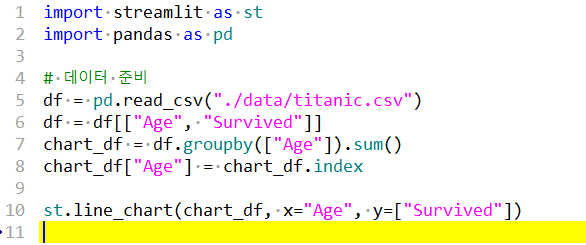 1 import streamlit as st
2 import pandas as pd
3
4 # 데이터 준비
5 df = pd.read_csv("./data/titanic.csv")
6 df = df[["Age", "Survived"]]
7 chart_df = df.groupby(["Age"]).sum()
8 chart_df["Age"] = chart_df.index
9
10 st.line_chart(chart_df, x="Age", y=["Survived"])
11